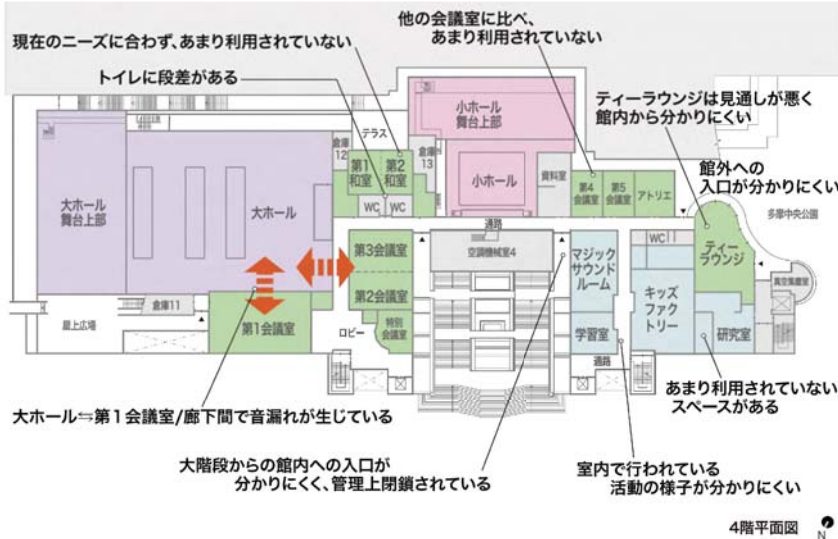 現在のニーズに合わず、あまり利用されていない
他の会議室に比べ、
あまり利用されていない
トイレに段差がある
ティーラウンジは見通しが悪く
館内から分かりにくい
館外への
入口が分かりにくい
テラス
小ホール
舞台上部
倉庫
12
倉庫
13
第1
和室
第2
和室
WC
WC
大ホール
舞台上部
大ホール
小ホール
資料室
第4
会議室
第5
会議室
アトリエ
多摩中央公園
通路
WC
ティー
ラウンジ
第3会議室
空調機械室4
マジック
サウンド
ルーム
キッズ
ファク
トリー
真空集塵室
倉庫11
第2会議室
屋上広場
第1会議室
ロビー
特別
会議室
学習室
研究室
通路
あまり利用されていない
スペースがある
大ホール⇆第1会議室/廊下間で音漏れが生じている
大階段からの館内への入口が
分かりにくく、管理上閉鎖されている
室内で行われている
活動の様子が分かりにくい
4階平面図
N